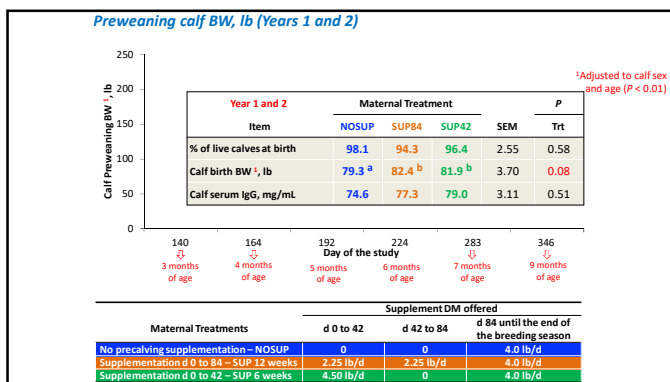 Preweaning calf BW, lb (Years 1 and 2)
250
200
150
100
50
0
Calf Preweaning BW ¹, lb
¹Adjusted to calf sex
and age (P < 0.01)
Year 1 and 2 Maternal Treatment P
Item NOSUP SUP84 SUP42 SEM Trt
% of live calves at birth 98.1 94.3 96.4 2.55 0.58
Calf birth BW ¹, lb 79.3 a 82.4 b 81.9 b 3.70 0.08
Calf serum IgG, mg/mL 74.6 77.3 79.0 3.11 0.51
140 164 192 224 283 346
Day of the study
3 months 4 months 5 months 6 months 7 months 9 months
of age of age of age of age of age of age
Supplement DM offered
Maternal Treatments d 0 to 42 d 42 to 84 d 84 until the end of
the breeding season
No precalving supplementation – NOSUP 0 0 4.0 lb/d
Supplementation d 0 to 84 – SUP 12 weeks 2.25 lb/d 2.25 lb/d 4.0 lb/d
Supplementation d 0 to 42 – SUP 6 weeks 4.50 lb/d 0 4.0 lb/d